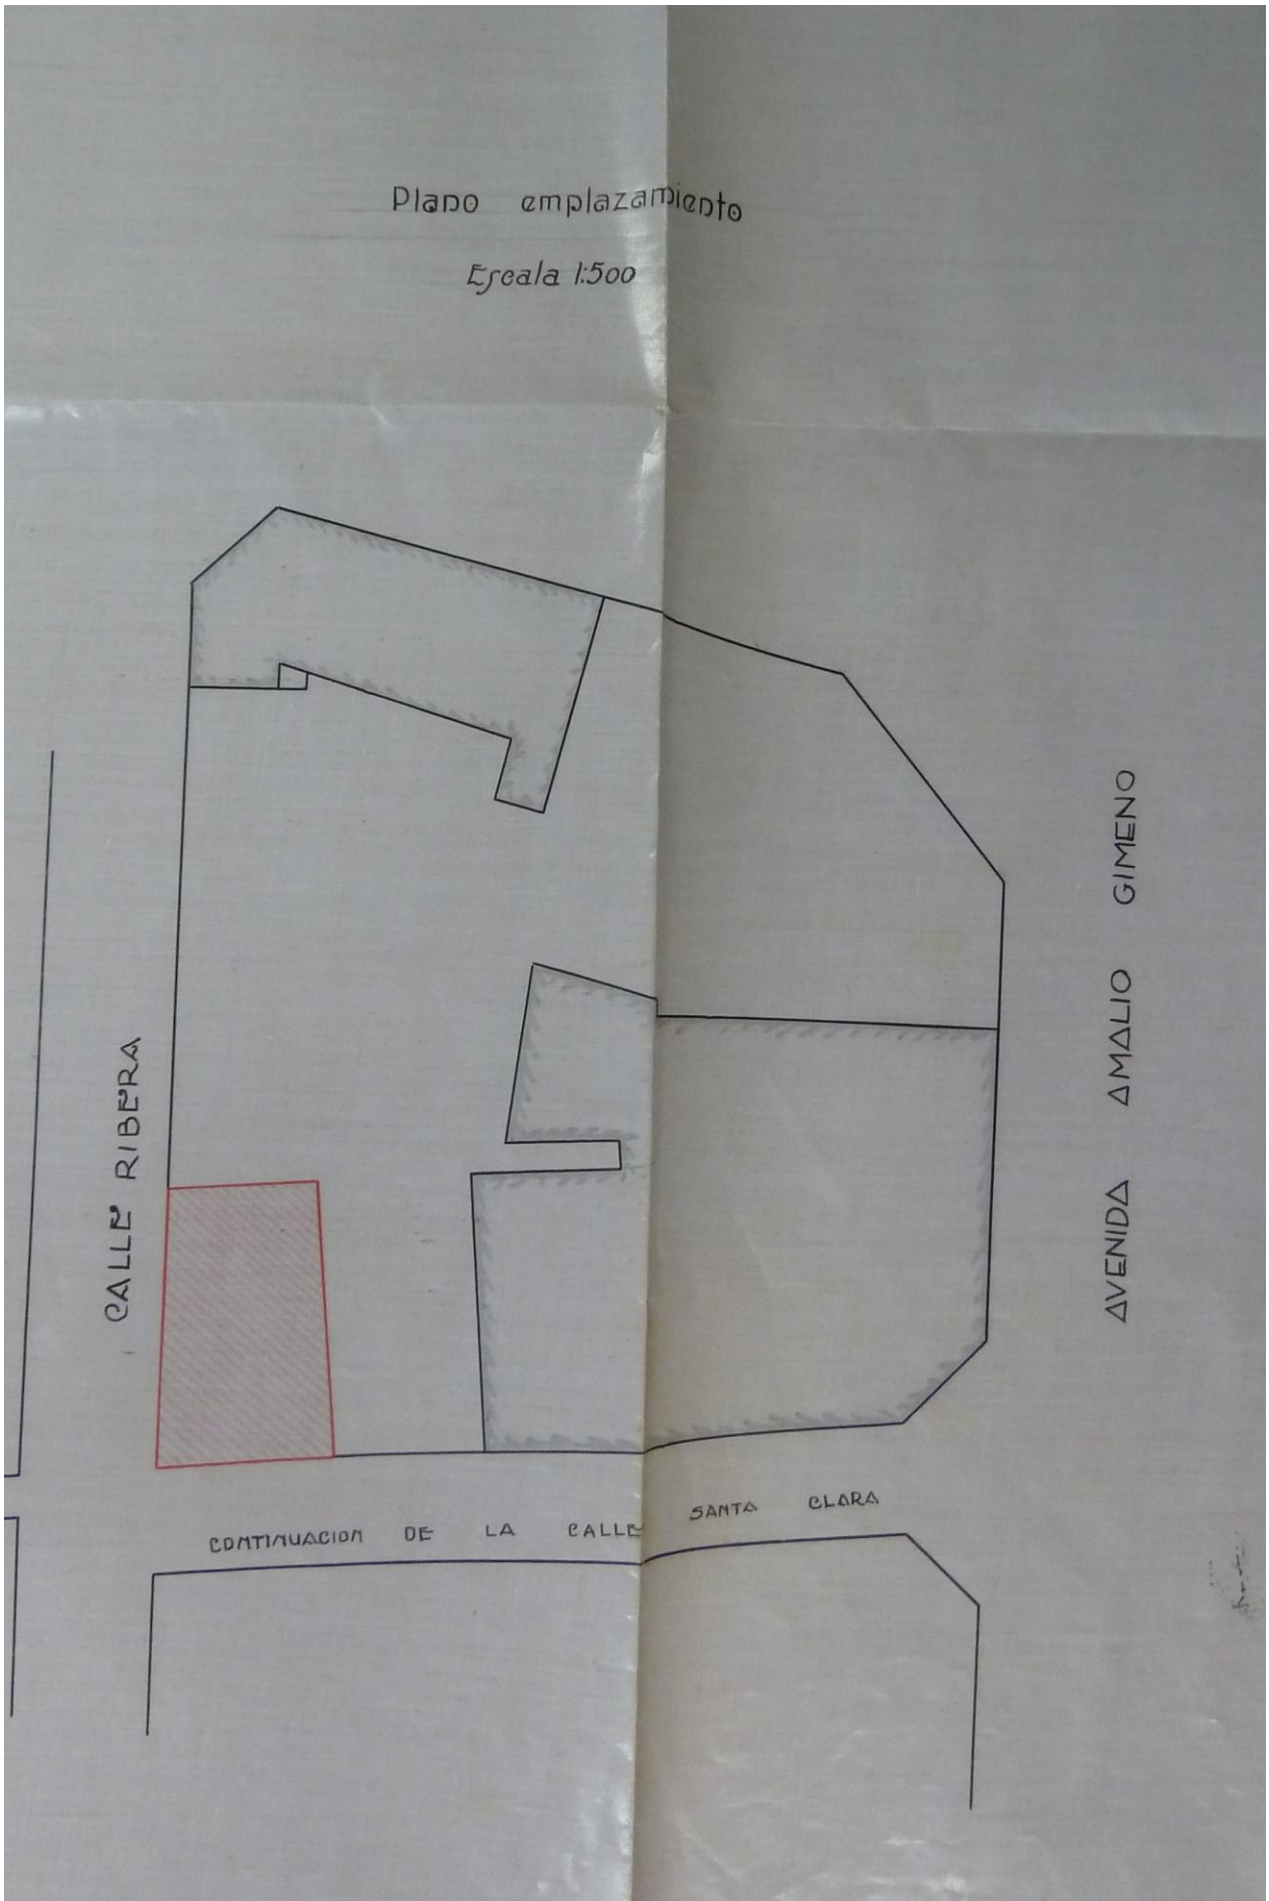 Plano emplazamiento
Escala 1:500
CALLE RIBERA
AVENIDA AMALIO GIMENO
CONTINUACION DE LA CALLE SANTA CLARA